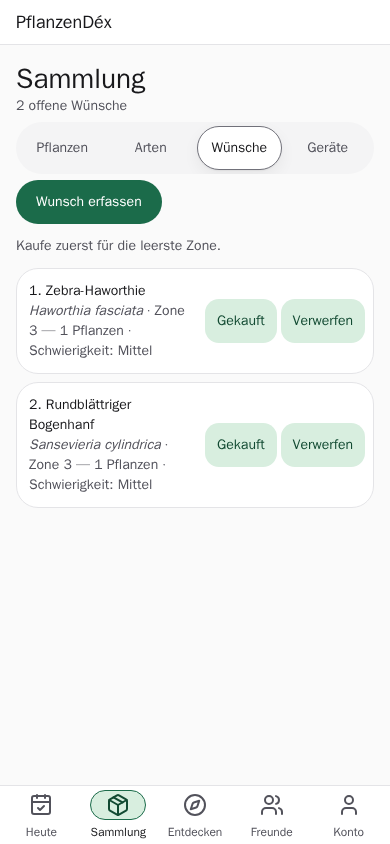 PflanzenDéx
Sammlung
2 offene Wünsche
Pflanzen
Arten
Wünsche
Geräte
Wunsch erfassen
Kaufe zuerst für die leerste Zone.
1. Zebra-Haworthie
Haworthia fasciata · Zone
3 — 1 Pflanzen ·
Schwierigkeit: Mittel
Gekauft
Verwerfen
2. Rundblättriger
Bogenhanf
Sansevieria cylindrica ·
Zone 3 — 1 Pflanzen ·
Schwierigkeit: Mittel
Gekauft
Verwerfen
Heute
Sammlung
Entdecken
Freunde
Konto